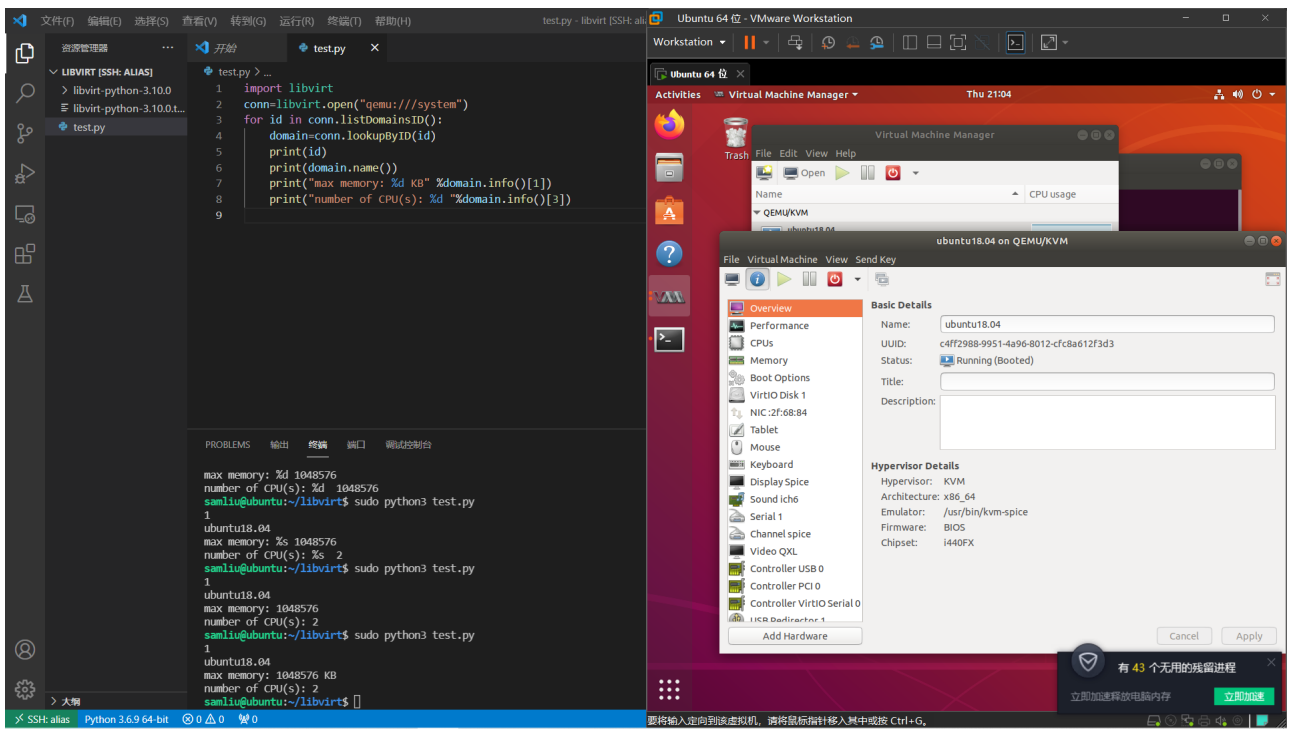 文件(F) 编辑(E) 选择(S) 查看(V) 转到(G) 运行(R) 终端(T) 帮助(H) test.py - libvirt [SSH: ali
资源管理器 ···
LIBVIRT [SSH: ALIAS]
libvirt-python-3.10.0
libvirt-python-3.10.0.t...
test.py
大纲
开始 test.py
test.py > ...
1 import libvirt
2 conn=libvirt.open("qemu:///system")
3 for id in conn.listDomainsID():
4 domain=conn.lookupByID(id)
5 print(id)
6 print(domain.name())
7 print("max memory: %d KB" %domain.info()[1])
8 print("number of CPU(s): %d "%domain.info()[3])
9
PROBLEMS 输出 终端 端口 调试控制台
max memory: %d 1048576
number of CPU(s): %d 1048576
samliu@ubuntu:~/libvirt$ sudo python3 test.py
1
ubuntu18.04
max memory: %s 1048576
number of CPU(s): %s 2
samliu@ubuntu:~/libvirt$ sudo python3 test.py
1
ubuntu18.04
max memory: 1048576
number of CPU(s): 2
samliu@ubuntu:~/libvirt$ sudo python3 test.py
1
ubuntu18.04
max memory: 1048576 KB
number of CPU(s): 2
samliu@ubuntu:~/libvirt$
SSH: alias Python 3.6.9 64-bit 0 0 0
Ubuntu 64 位 - VMware Workstation
Workstation
Ubuntu 64 位
Activities Virtual Machine Manager Thu 21:04
Trash
Virtual Machine Manager
File Edit View Help
Open
Name CPU usage
QEMU/KVM
ubuntu18.04
ubuntu18.04 on QEMU/KVM
File Virtual Machine View Send Key
Overview
Performance
CPUs
Memory
Boot Options
VirtIO Disk 1
NIC :2f:68:84
Tablet
Mouse
Keyboard
Display Spice
Sound ich6
Serial 1
Channel spice
Video QXL
Controller USB 0
Controller PCI 0
Controller VirtIO Serial 0
USB Redirector 1
Add Hardware
Basic Details
Name: ubuntu18.04
UUID: c4ff2988-9951-4a96-8012-cfc8a612f3d3
Status: Running (Booted)
Title:
Description:
Hypervisor Details
Hypervisor: KVM
Architecture: x86_64
Emulator: /usr/bin/kvm-spice
Firmware: BIOS
Chipset: i440FX
Cancel Apply
有 43 个无用的残留进程
立即加速释放电脑内存 立即加速
要将输入定向到该虚拟机，请将鼠标指针移入其中或按 Ctrl+G。